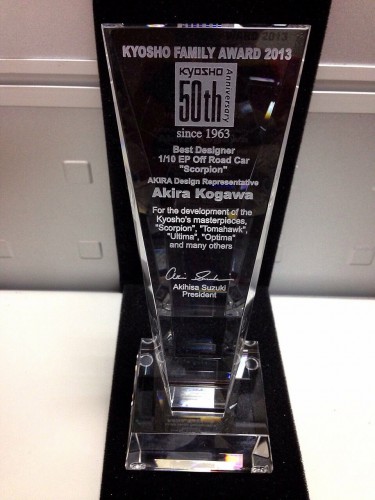 KYOSHO FAMILY AWARD 2013
KYOSHO
50th
Anniversary
since 1963
Best Designer
1/10 EP Off Road Car
"Scorpion"
AKIRA Design Representative
Akira Kogawa
For the development of the
Kyosho's masterpieces,
"Scorpion", "Tomahawk",
"Ultima", "Optima"
and many others
Akihisa Suzuki
President